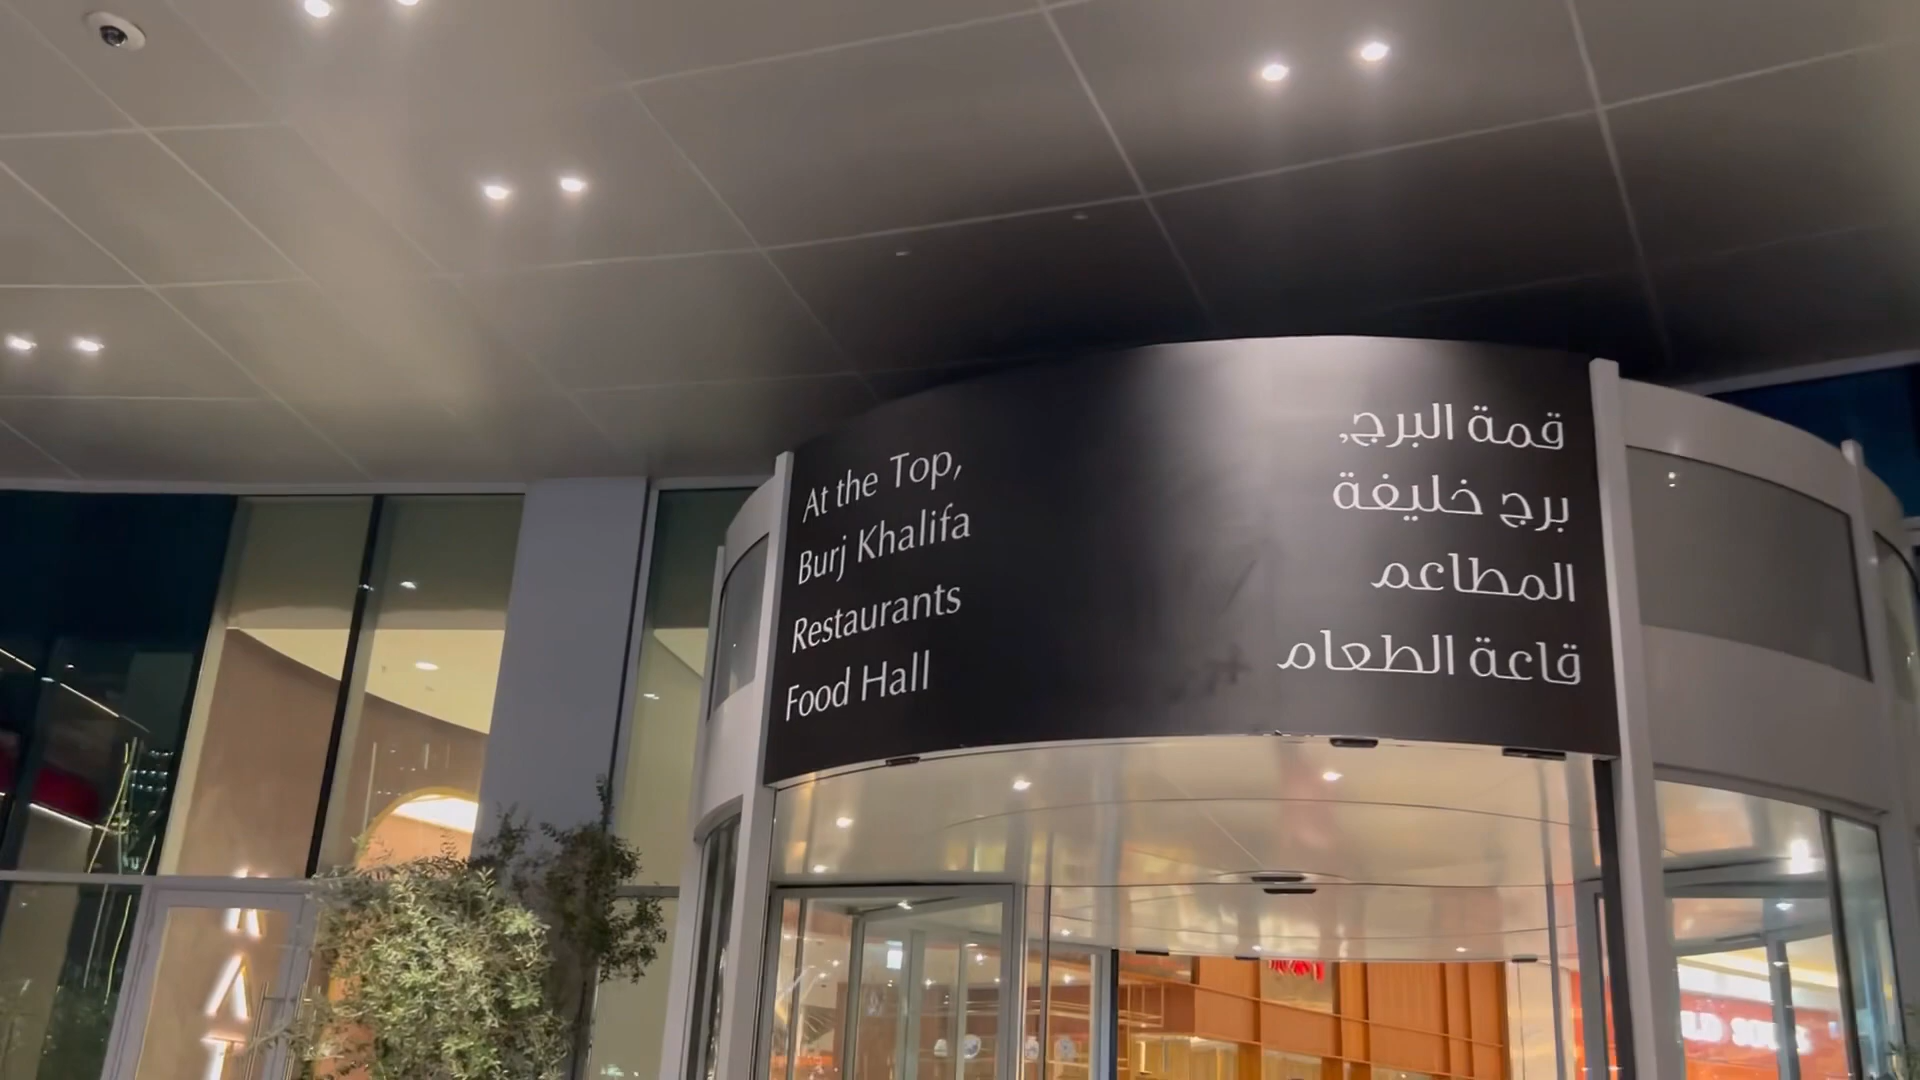 At the Top,
Burj Khalifa
Restaurants
Food Hall
قمة البرج,
برج خليفة
المطاعم
قاعة الطعام